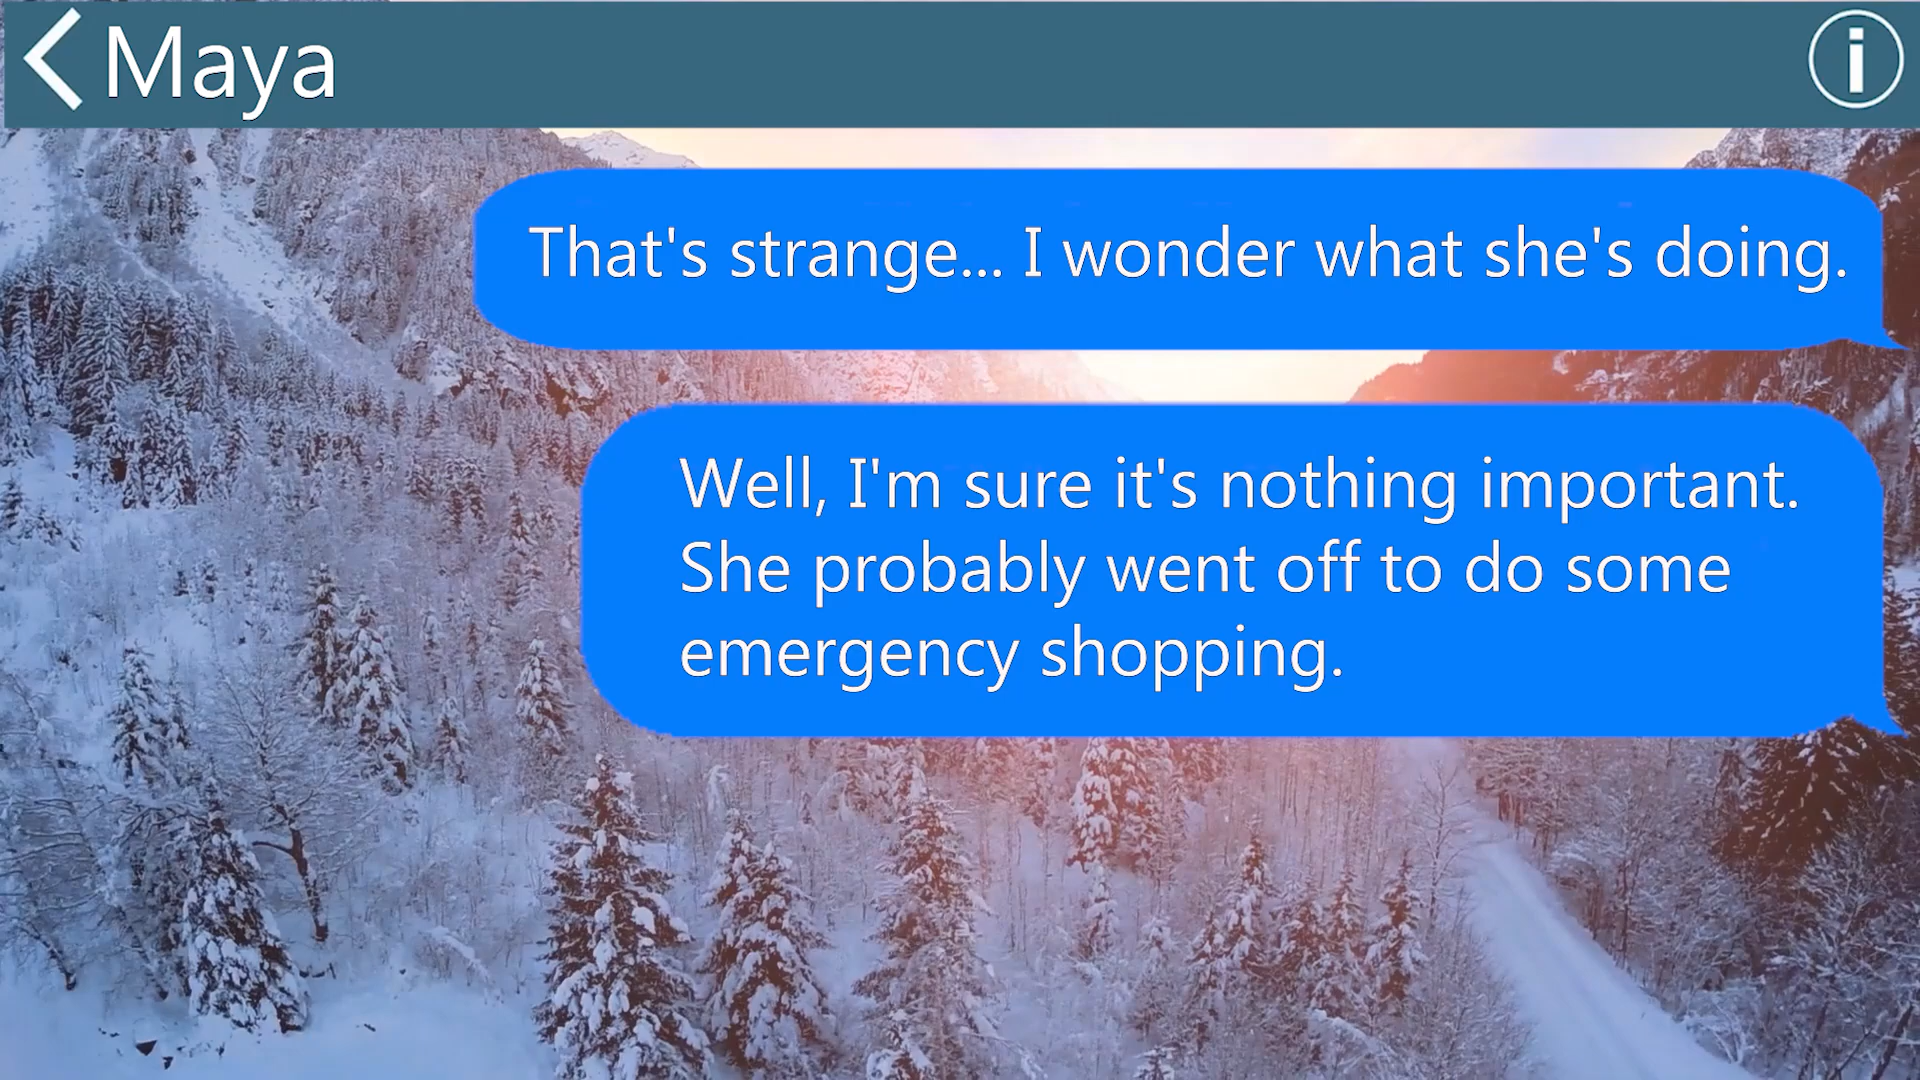 Maya
That's strange... I wonder what she's doing.
Well, I'm sure it's nothing important.
She probably went off to do some
emergency shopping.